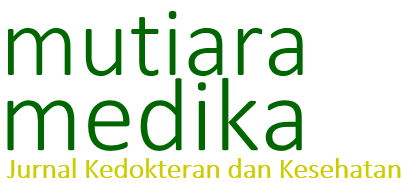 mutiara
medika
Jurnal Kedokteran dan Kesehatan